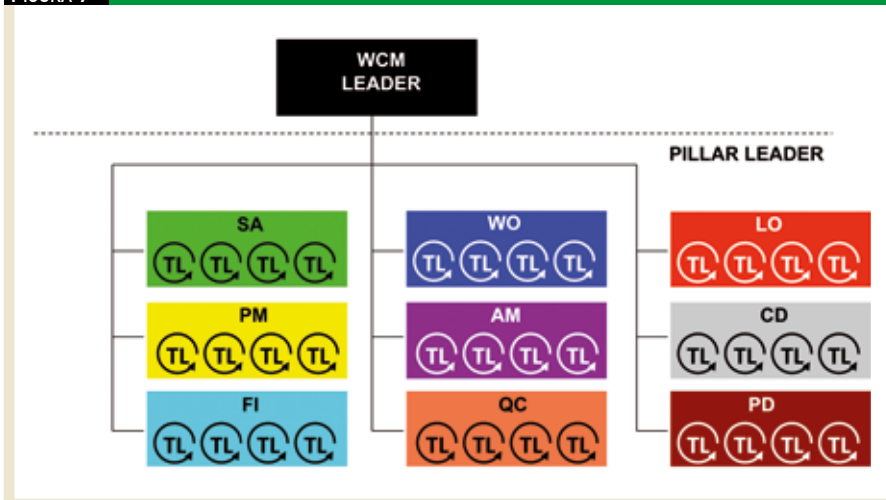 WCM
LEADER
PILLAR LEADER
SA
TL TL TL TL
WO
TL TL TL TL
LO
TL TL TL TL
PM
TL TL TL TL
AM
TL TL TL TL
CD
TL TL TL TL
FI
TL TL TL TL
QC
TL TL TL TL
PD
TL TL TL TL